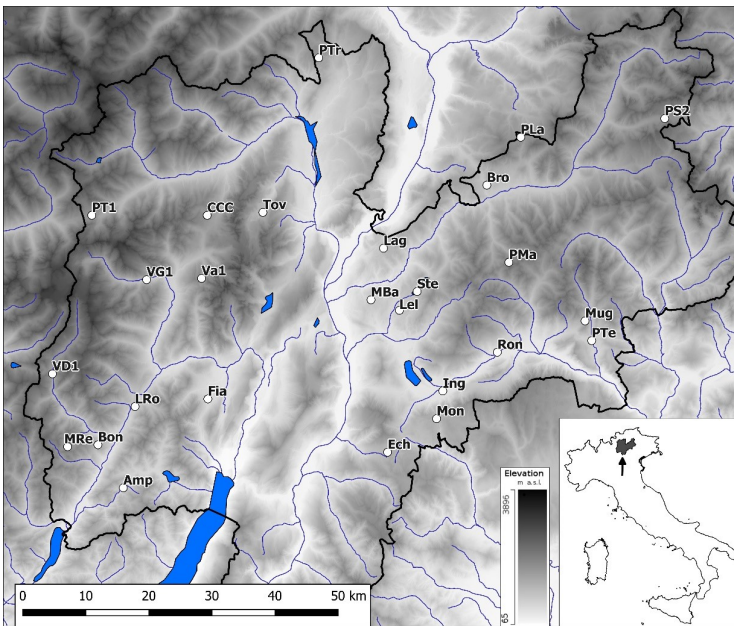 PTr
PS2
PLa
Bro
PT1
CCC
Tov
Lag
PMa
VG1
Va1
Ste
MBa
Lel
Mug
PTe
Ron
VD1
Ing
LRo
Fia
Mon
MRe
Bon
Ech
Amp
Elevation
m a.s.l.
3896
65
0 10 20 30 40 50 km